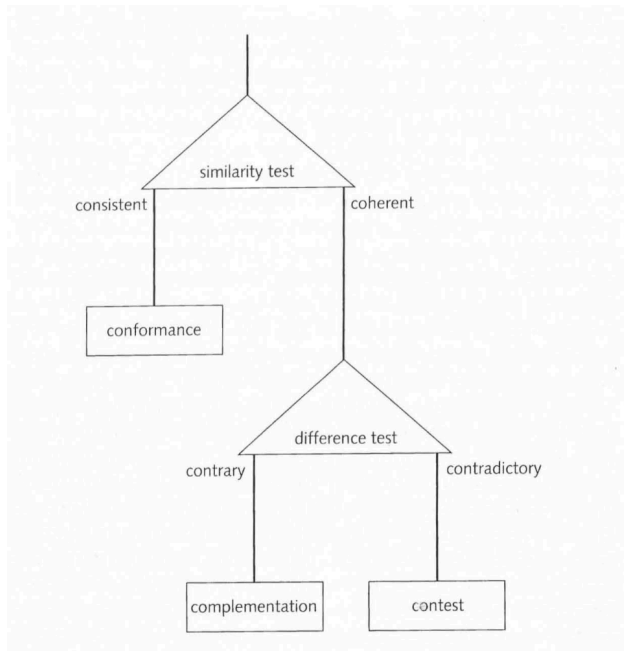 similarity test
consistent
coherent
conformance
difference test
contrary
contradictory
complementation
contest